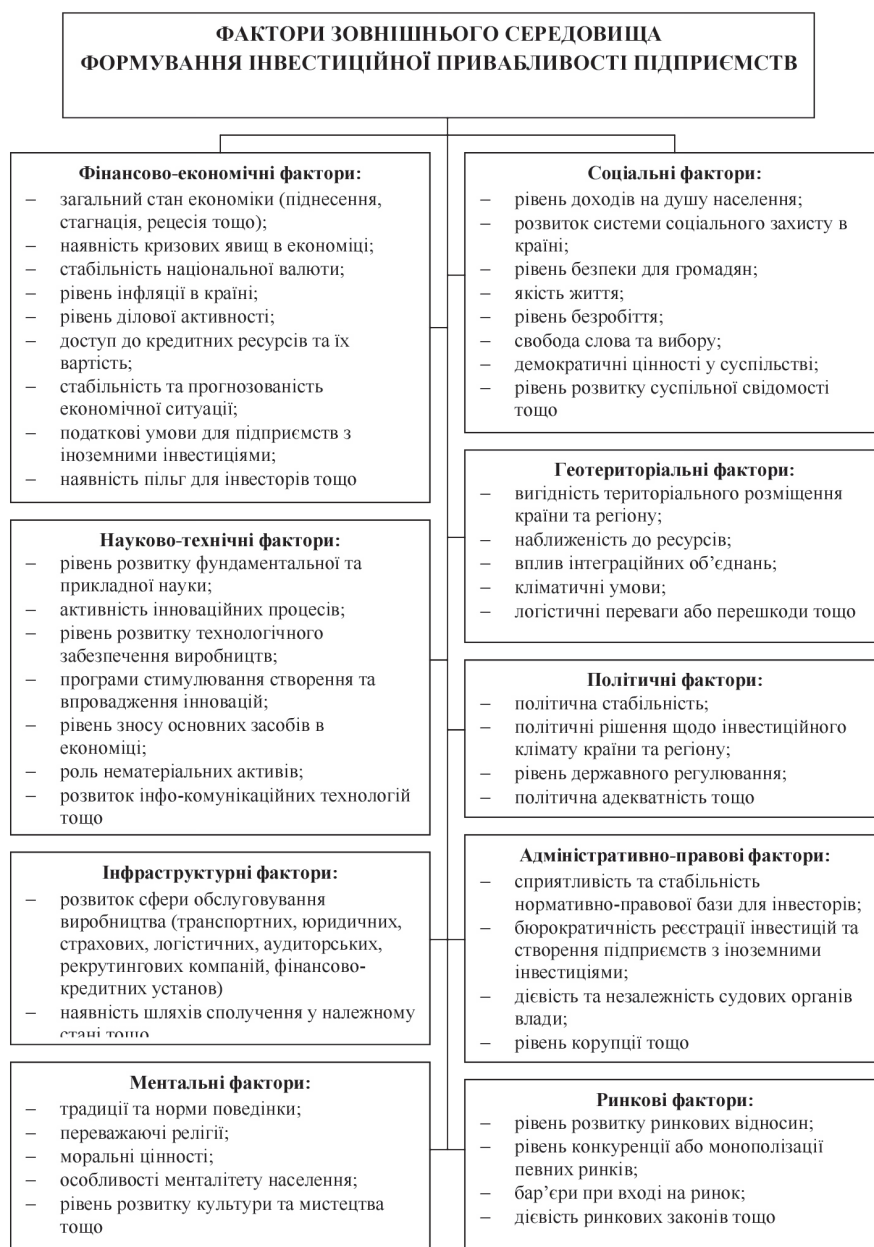 ФАКТОРИ ЗОВНІШНЬОГО СЕРЕДОВИЩА
ФОРМУВАННЯ ІНВЕСТИЦІЙНОЇ ПРИВАБЛИВОСТІ ПІДПРИЄМСТВ
Фінансово-економічні фактори:
– загальний стан економіки (піднесення,
стагнація, рецесія тощо);
– наявність кризових явищ в економіці;
– стабільність національної валюти;
– рівень інфляції в країні;
– рівень ділової активності;
– доступ до кредитних ресурсів та їх
вартість;
– стабільність та прогнозованість
економічної ситуації;
– податкові умови для підприємств з
іноземними інвестиціями;
– наявність пільг для інвесторів тощо
Науково-технічні фактори:
– рівень розвитку фундаментальної та
прикладної науки;
– активність інноваційних процесів;
– рівень розвитку технологічного
забезпечення виробництв;
– програми стимулювання створення та
впровадження інновацій;
– рівень зносу основних засобів в
економіці;
– роль нематеріальних активів;
– розвиток інфо-комунікаційних технологій
тощо
Інфраструктурні фактори:
– розвиток сфери обслуговування
виробництва (транспортних, юридичних,
страхових, логістичних, аудиторських,
рекрутингових компаній, фінансово-
кредитних установ)
– наявність шляхів сполучення у належному
стані тощо
Ментальні фактори:
– традиції та норми поведінки;
– переважаючі релігії;
– моральні цінності;
– особливості менталітету населення;
– рівень розвитку культури та мистецтва
тощо
Соціальні фактори:
– рівень доходів на душу населення;
– розвиток системи соціального захисту в
країні;
– рівень безпеки для громадян;
– якість життя;
– рівень безробіття;
– свобода слова та вибору;
– демократичні цінності у суспільстві;
– рівень розвитку суспільної свідомості
тощо
Геотериторіальні фактори:
– вигідність територіального розміщення
країни та регіону;
– наближеність до ресурсів;
– вплив інтеграційних об’єднань;
– кліматичні умови;
– логістичні переваги або перешкоди тощо
Політичні фактори:
– політична стабільність;
– політичні рішення щодо інвестиційного
клімату країни та регіону;
– рівень державного регулювання;
– політична адекватність тощо
Адміністративно-правові фактори:
– сприятливість та стабільність
нормативно-правової бази для інвесторів;
– бюрократичність реєстрації інвестицій та
створення підприємств з іноземними
інвестиціями;
– дієвість та незалежність судових органів
влади;
– рівень корупції тощо
Ринкові фактори:
– рівень розвитку ринкових відносин;
– рівень конкуренції або монополізації
певних ринків;
– бар’єри при вході на ринок;
– дієвість ринкових законів тощо